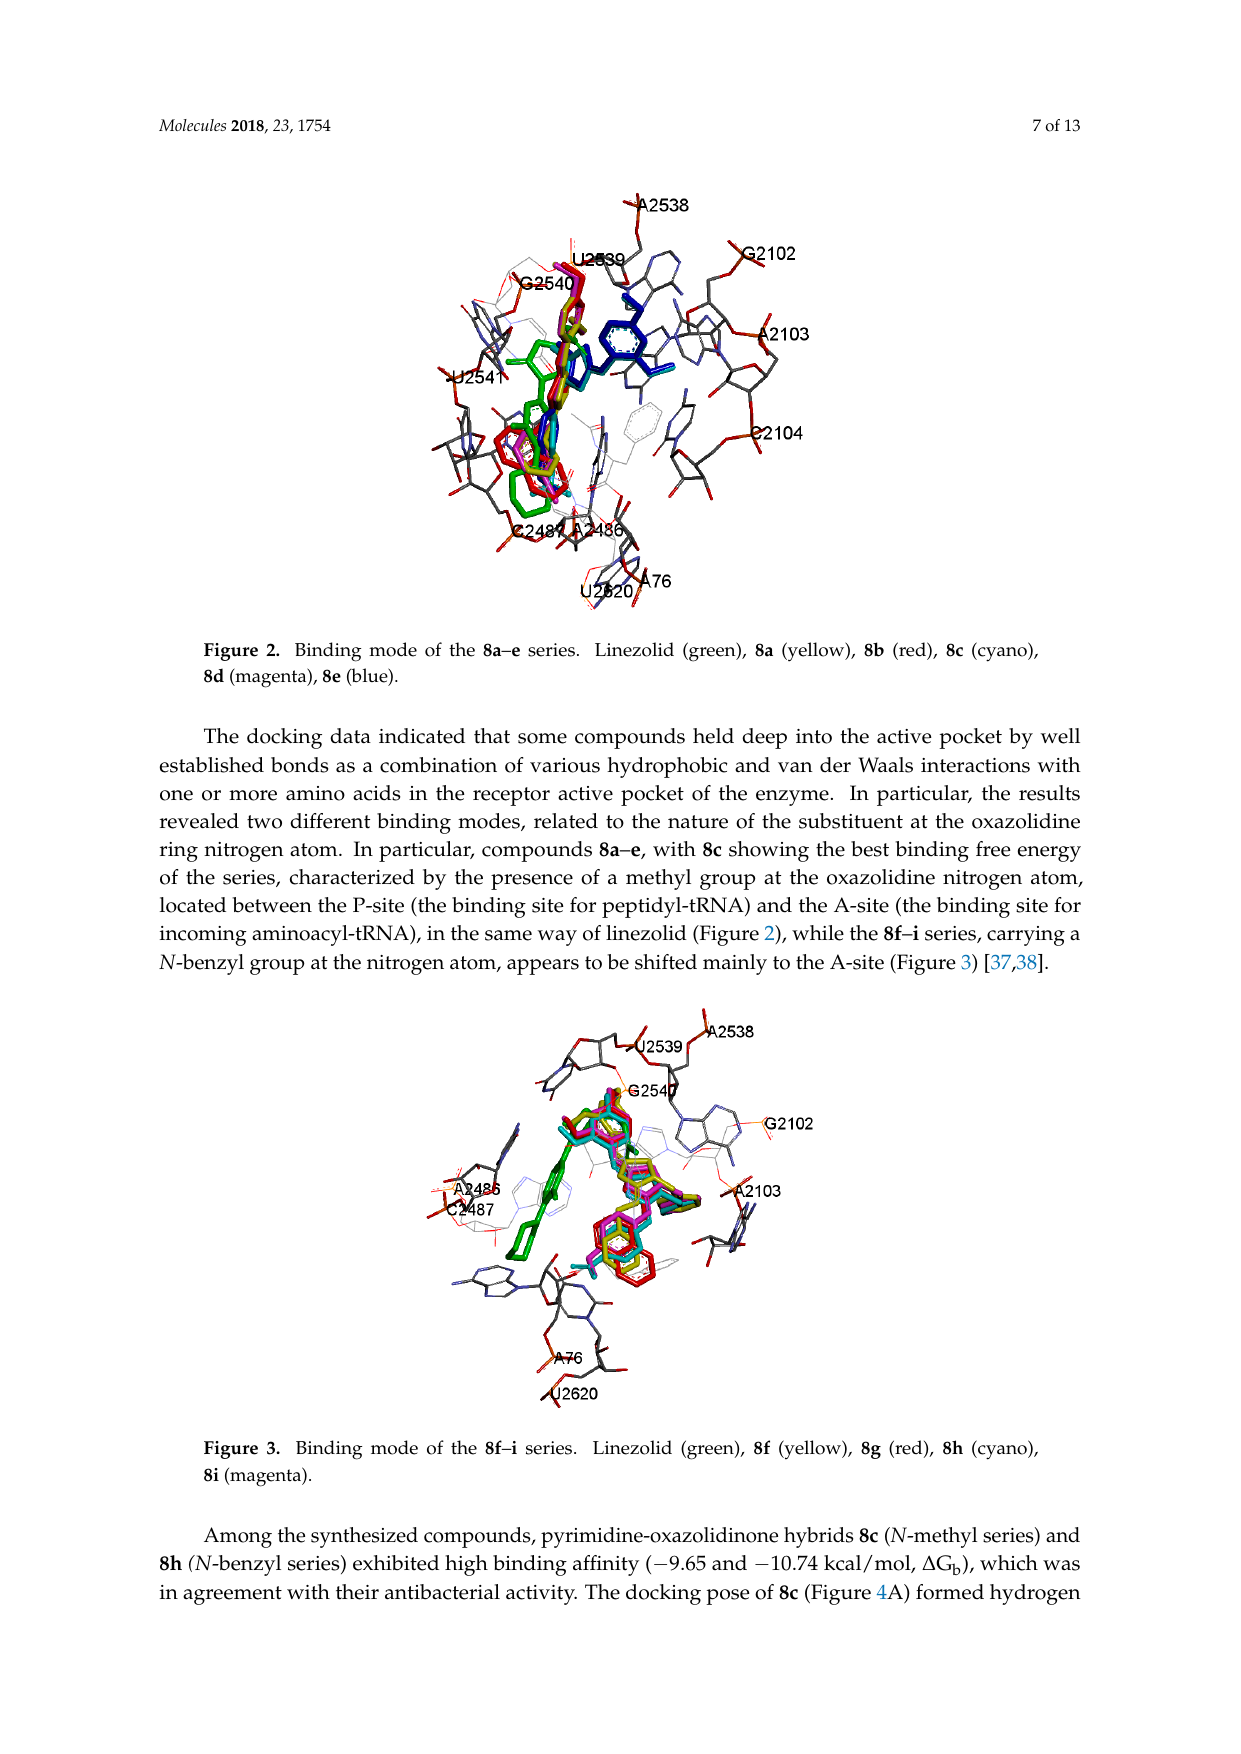 Molecules 2018, 23, 1754
7 of 13
A2538
G2102
U2539
G2540
A2103
U2541
C2104
C2487
A2486
A76
U2620
Figure 2. Binding mode of the 8a–e series. Linezolid (green), 8a (yellow), 8b (red), 8c (cyano),
8d (magenta), 8e (blue).
The docking data indicated that some compounds held deep into the active pocket by well
established bonds as a combination of various hydrophobic and van der Waals interactions with
one or more amino acids in the receptor active pocket of the enzyme. In particular, the results
revealed two different binding modes, related to the nature of the substituent at the oxazolidine
ring nitrogen atom. In particular, compounds 8a–e, with 8c showing the best binding free energy
of the series, characterized by the presence of a methyl group at the oxazolidine nitrogen atom,
located between the P-site (the binding site for peptidyl-tRNA) and the A-site (the binding site for
incoming aminoacyl-tRNA), in the same way of linezolid (Figure 2), while the 8f–i series, carrying a
N-benzyl group at the nitrogen atom, appears to be shifted mainly to the A-site (Figure 3) [37,38].
A2538
U2539
G2540
G2102
A2486
A2103
C2487
A76
U2620
Figure 3. Binding mode of the 8f–i series. Linezolid (green), 8f (yellow), 8g (red), 8h (cyano),
8i (magenta).
Among the synthesized compounds, pyrimidine-oxazolidinone hybrids 8c (N-methyl series) and
8h (N-benzyl series) exhibited high binding affinity (−9.65 and −10.74 kcal/mol, ΔGb), which was
in agreement with their antibacterial activity. The docking pose of 8c (Figure 4A) formed hydrogen